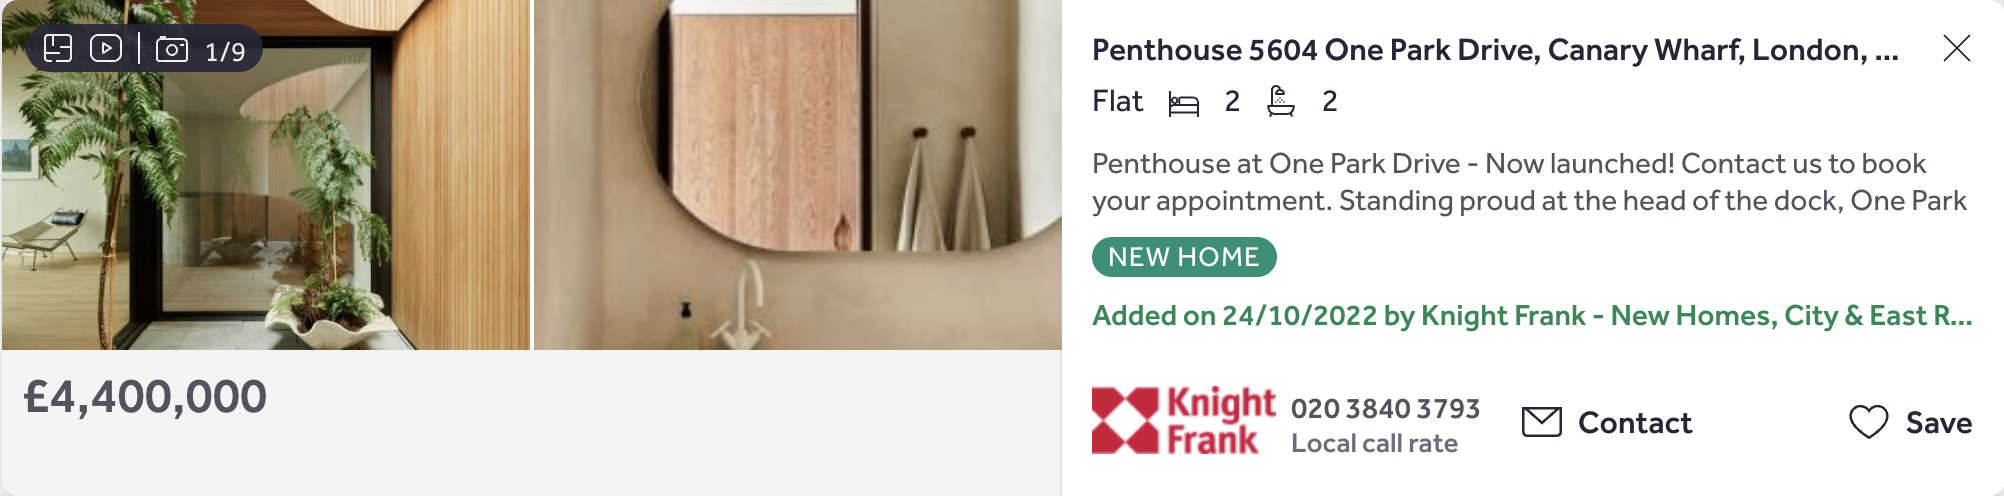 1/9
£4,400,000
Penthouse 5604 One Park Drive, Canary Wharf, London, ...
Flat 2 2
Penthouse at One Park Drive - Now launched! Contact us to book
your appointment. Standing proud at the head of the dock, One Park
NEW HOME
Added on 24/10/2022 by Knight Frank - New Homes, City & East R...
Knight
Frank
020 3840 3793
Local call rate
Contact
Save